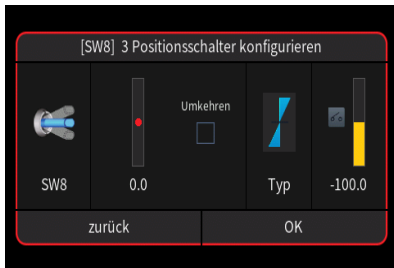 [SW8] 3 Positionsschalter konfigurieren
Umkehren
SW8
0.0
Typ
-100.0
zurück
OK